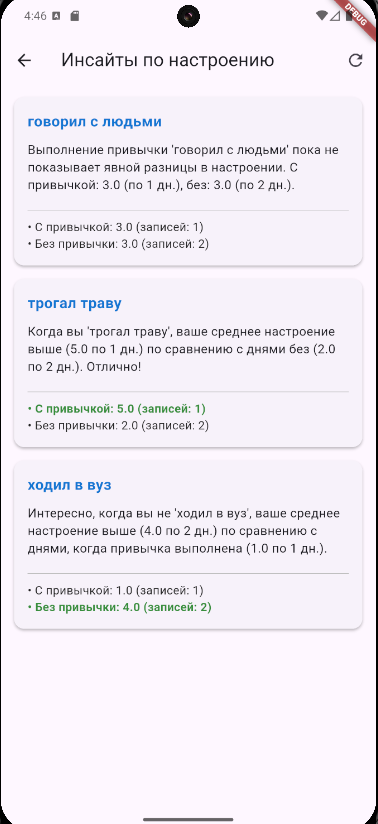 4:46
DEBUG
Инсайты по настроению
говорил с людьми
Выполнение привычки 'говорил с людьми' пока не
показывает явной разницы в настроении. С
привычкой: 3.0 (по 1 дн.), без: 3.0 (по 2 дн.).
• С привычкой: 3.0 (записей: 1)
• Без привычки: 3.0 (записей: 2)
трогал траву
Когда вы 'трогал траву', ваше среднее настроение
выше (5.0 по 1 дн.) по сравнению с днями без (2.0
по 2 дн.). Отлично!
• С привычкой: 5.0 (записей: 1)
• Без привычки: 2.0 (записей: 2)
ходил в вуз
Интересно, когда вы не 'ходил в вуз', ваше среднее
настроение выше (4.0 по 2 дн.) по сравнению с
днями, когда привычка выполнена (1.0 по 1 дн.).
• С привычкой: 1.0 (записей: 1)
• Без привычки: 4.0 (записей: 2)